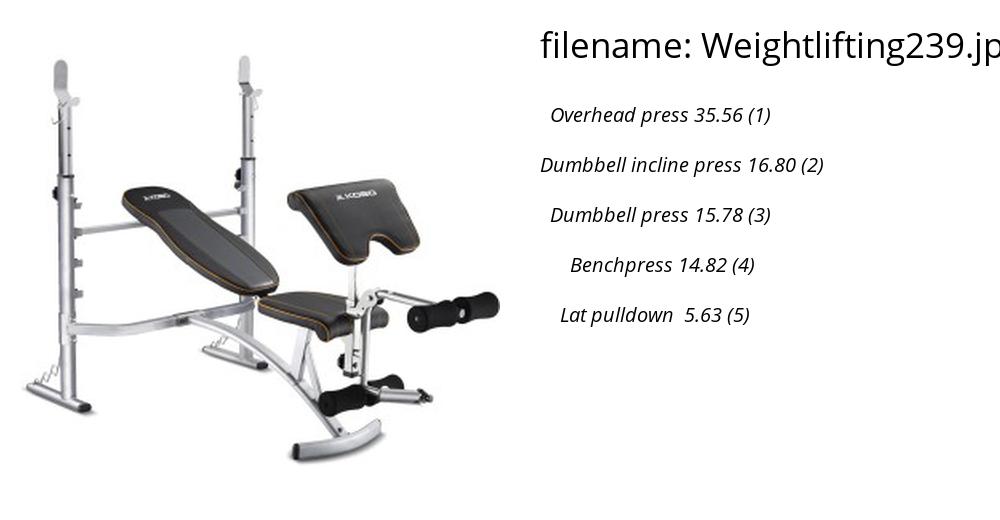 filename: Weightlifting239.jp
Overhead press 35.56 (1)
Dumbbell incline press 16.80 (2)
Dumbbell press 15.78 (3)
Benchpress 14.82 (4)
Lat pulldown 5.63 (5)